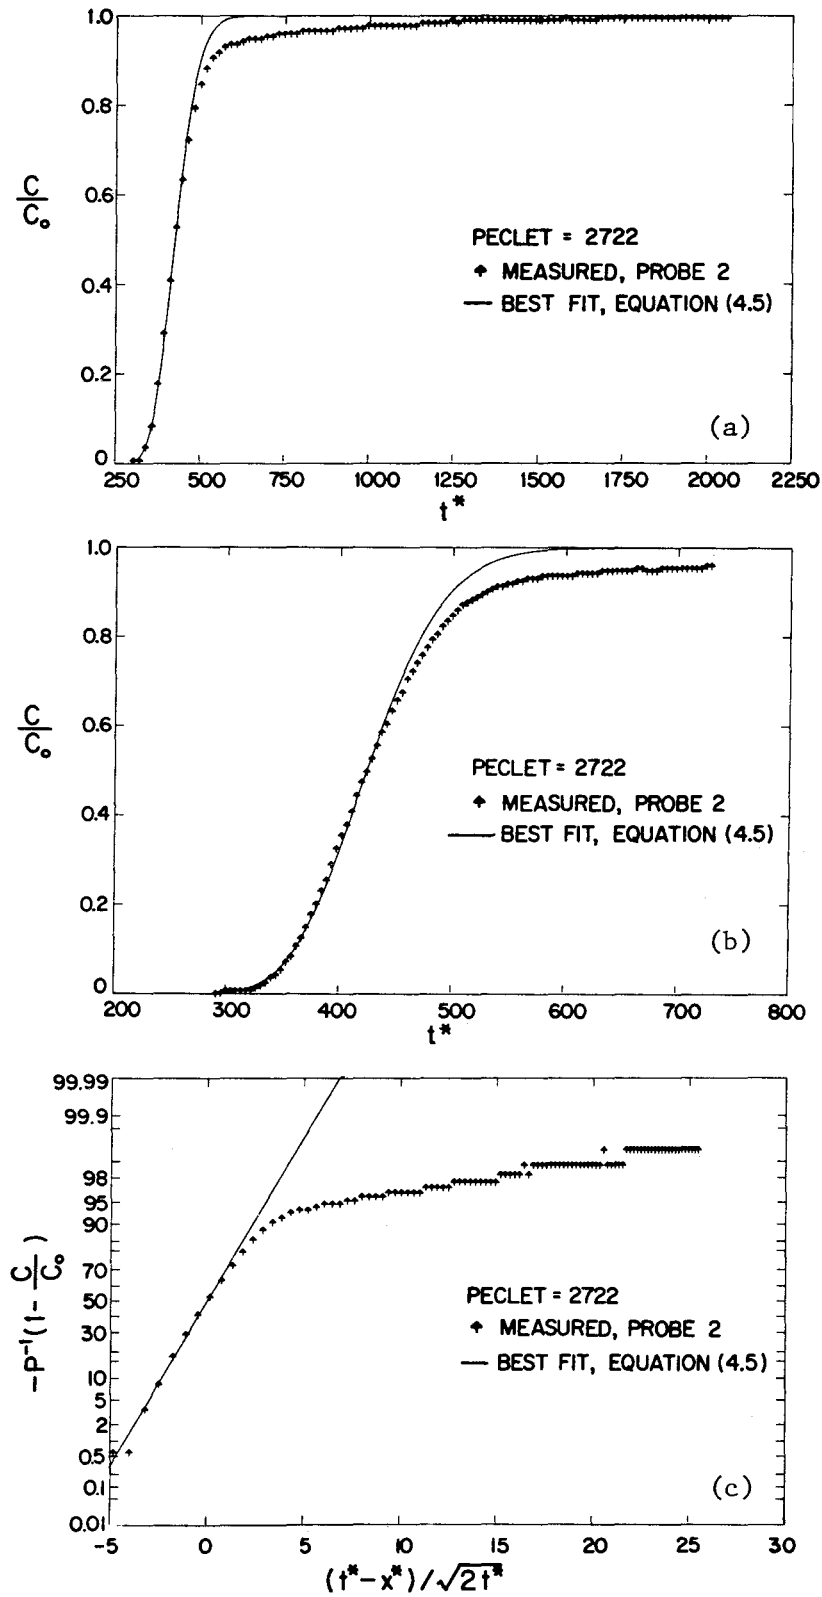 1.0
0.8
0.6
0.4
0.2
0
C/C₀
PECLET = 2722
MEASURED, PROBE 2
BEST FIT, EQUATION (4.5)
(a)
250 500 750 1000 1250 1500 1750 2000 2250
t*
1.0
0.8
0.6
0.4
0.2
0
C/C₀
PECLET = 2722
MEASURED, PROBE 2
BEST FIT, EQUATION (4.5)
(b)
200 300 400 500 600 700 800
t*
99.99
99.9
98
95
90
70
50
30
10
5
2
0.5
0.1
0.01
-P⁻¹(1- C/C₀)
PECLET = 2722
MEASURED, PROBE 2
BEST FIT, EQUATION (4.5)
(c)
-5 0 5 10 15 20 25 30
(t*-x*)/√2t*